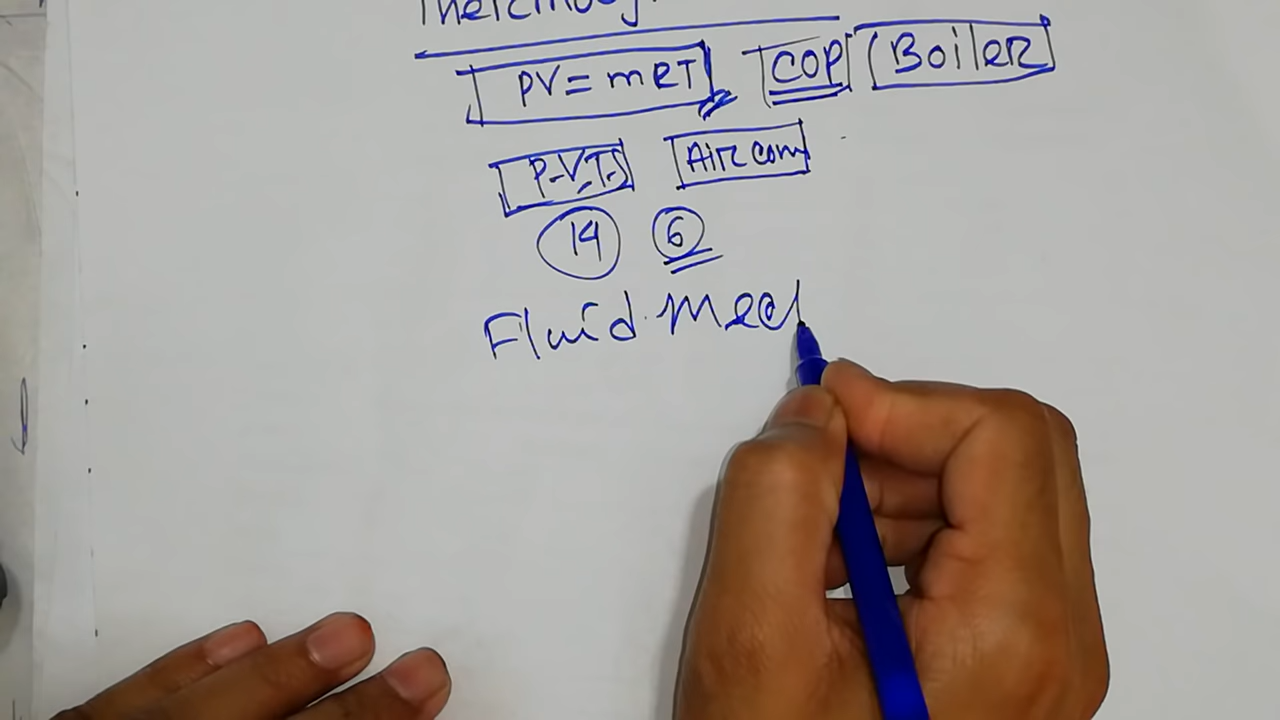 PV = mRT COP Boiler
P-V, T-S Air com
14 6
Fluid Mech